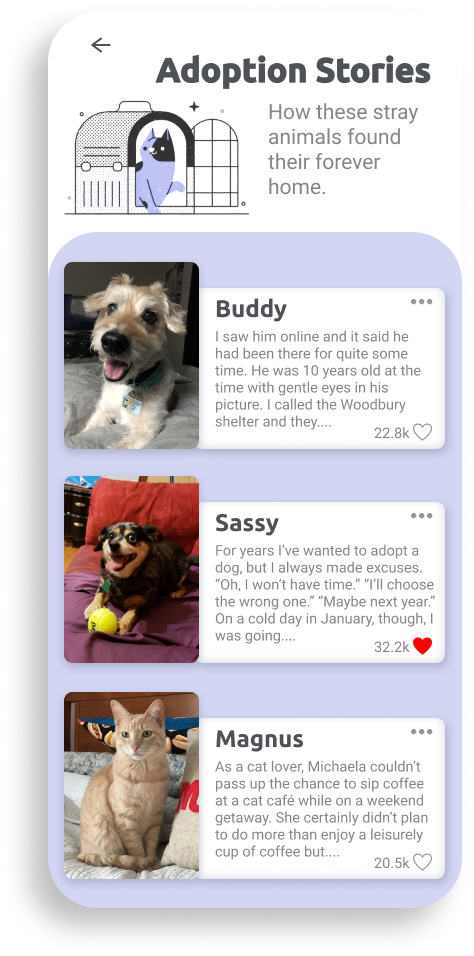 Adoption Stories
How these stray
animals found
their forever
home.
Buddy
I saw him online and it said he
had been there for quite some
time. He was 10 years old at the
time with gentle eyes in his
picture. I called the Woodbury
shelter and they....
22.8k
Sassy
For years I’ve wanted to adopt a
dog, but I always made excuses.
“Oh, I won’t have time.” “I’ll choose
the wrong one.” “Maybe next year.”
On a cold day in January, though, I
was going....
32.2k
Magnus
As a cat lover, Michaela couldn’t
pass up the chance to sip coffee
at a cat café while on a weekend
getaway. She certainly didn’t plan
to do more than enjoy a leisurely
cup of coffee but....
20.5k